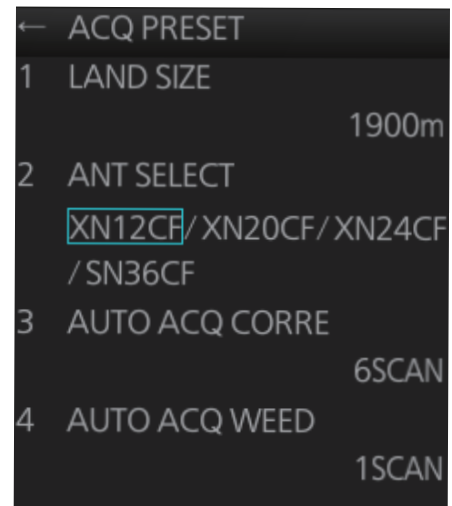 ← ACQ PRESET
1 LAND SIZE
1900m
2 ANT SELECT
XN12CF/XN20CF/XN24CF
/SN36CF
3 AUTO ACQ CORRE
6SCAN
4 AUTO ACQ WEED
1SCAN